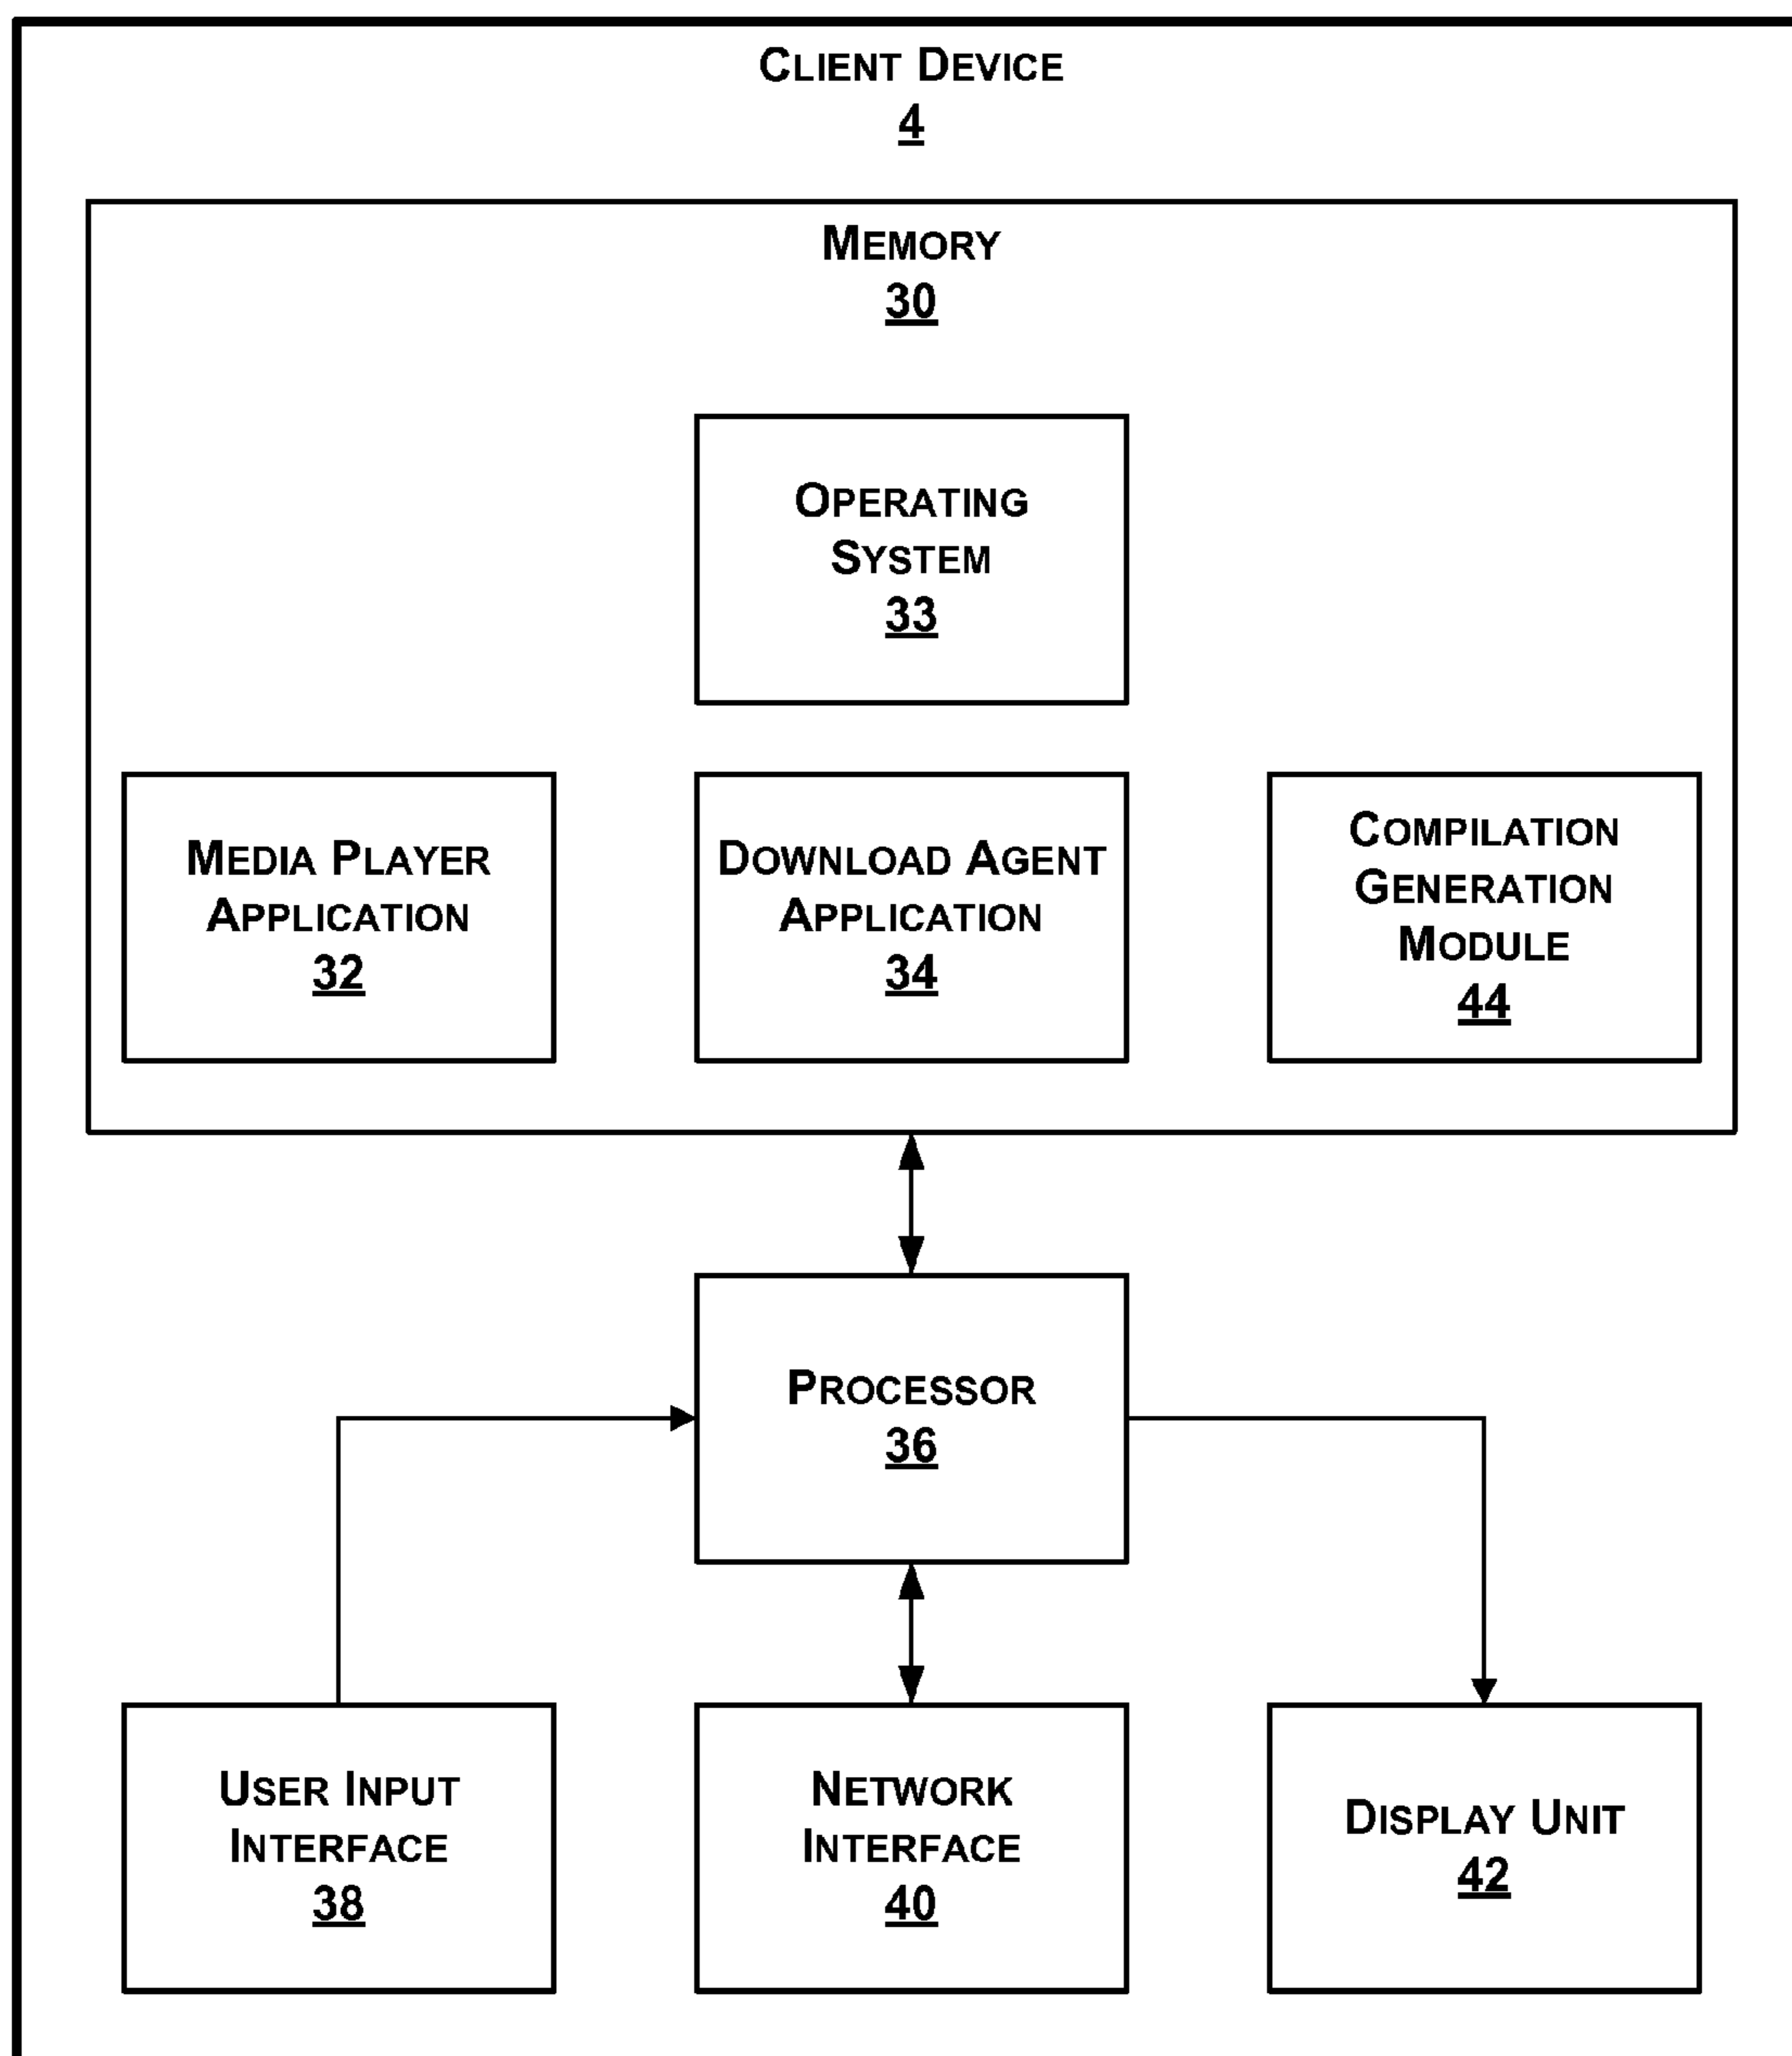 CLIENT DEVICE
4
MEMORY
30
OPERATING
SYSTEM
33
MEDIA PLAYER
APPLICATION
32
DOWNLOAD AGENT
APPLICATION
34
COMPILATION
GENERATION
MODULE
44
PROCESSOR
36
USER INPUT
INTERFACE
38
NETWORK
INTERFACE
40
DISPLAY UNIT
42